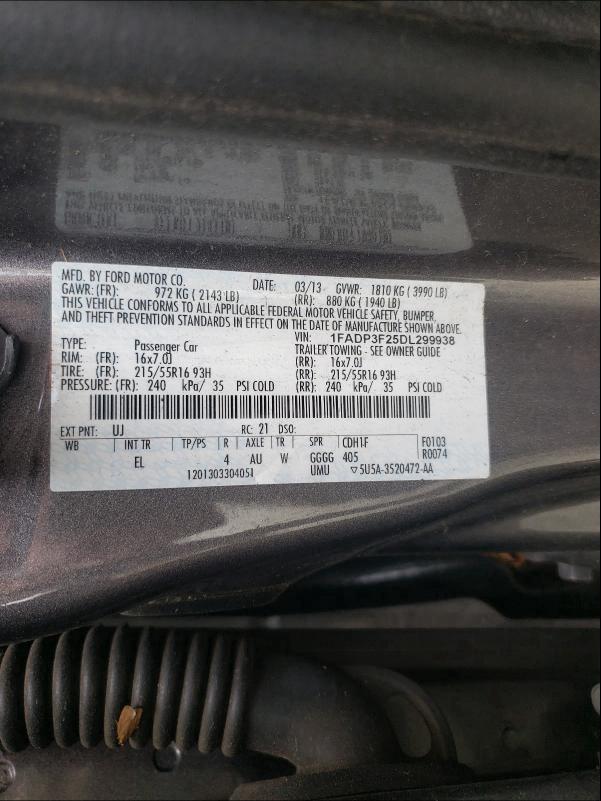 MFD. BY FORD MOTOR CO. DATE: 03/13 GVWR: 1810 KG ( 3990 LB)
GAWR: (FR): 972 KG ( 2143 LB) (RR): 880 KG ( 1940 LB)
THIS VEHICLE CONFORMS TO ALL APPLICABLE FEDERAL MOTOR VEHICLE SAFETY, BUMPER,
AND THEFT PREVENTION STANDARDS IN EFFECT ON THE DATE OF MANUFACTURE SHOWN ABOVE.
VIN: 1FADP3F25DL299938
TYPE: Passenger Car TRAILER TOWING - SEE OWNER GUIDE
RIM: (FR): 16x7.0J (RR): 16x7.0J
TIRE: (FR): 215/55R16 93H (RR): 215/55R16 93H
PRESSURE: (FR): 240 kPa/ 35 PSI COLD (RR): 240 kPa/ 35 PSI COLD
EXT PNT: UJ RC: 21 DSO:
WB INT TR TP/PS R AXLE TR SPR CDH1F F0103
EL 4 AU W GGGG 405 R0074
1201303304051 UMU ▽5U5A-3520472-AA